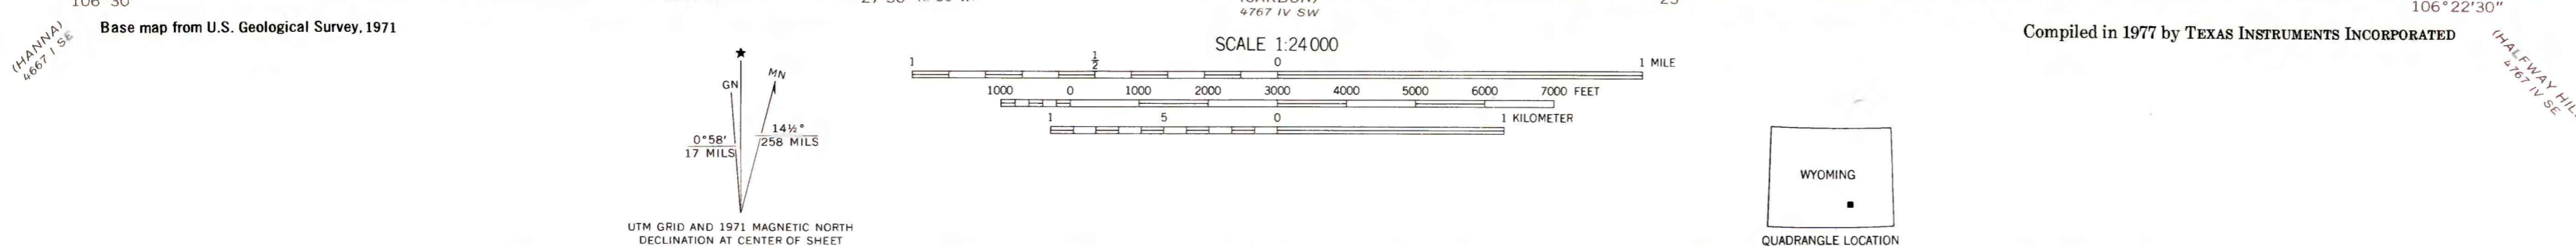 106°30'
(HANNA)
4667 I SE
Base map from U.S. Geological Survey, 1971
4767 IV SW
25'
106°22'30"
SCALE 1:24 000
Compiled in 1977 by TEXAS INSTRUMENTS INCORPORATED
4767 IV SE
1 ½ 0 1 MILE
1000 0 1000 2000 3000 4000 5000 6000 7000 FEET
1 5 0 1 KILOMETER
★
GN MN
0°58' 14½°
17 MILS 258 MILS
UTM GRID AND 1971 MAGNETIC NORTH
DECLINATION AT CENTER OF SHEET
WYOMING
QUADRANGLE LOCATION